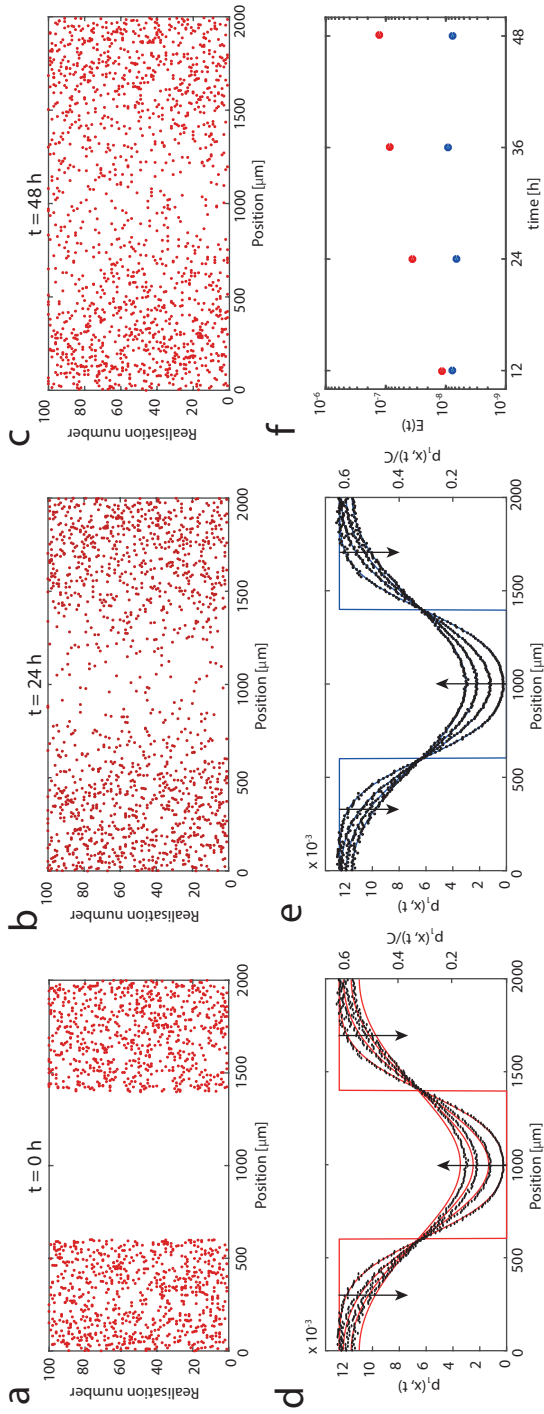 a
t = 0 h
Realisation number
100
80
60
40
20
0
0
500
1000
1500
2000
Position [μm]
b
t = 24 h
Realisation number
100
80
60
40
20
0
0
500
1000
1500
2000
Position [μm]
c
t = 48 h
Realisation number
100
80
60
40
20
0
0
500
1000
1500
2000
Position [μm]
d
x 10⁻³
p₁(x, t)
12
10
8
6
4
2
0
0
500
1000
1500
2000
Position [μm]
0.6
0.4
0.2
p₁(x, t)/C
e
x 10⁻³
p₁(x, t)
12
10
8
6
4
2
0
0
500
1000
1500
2000
Position [μm]
0.6
0.4
0.2
p₁(x, t)/C
f
E(t)
10⁻⁶
10⁻⁷
10⁻⁸
10⁻⁹
12
24
36
48
time [h]